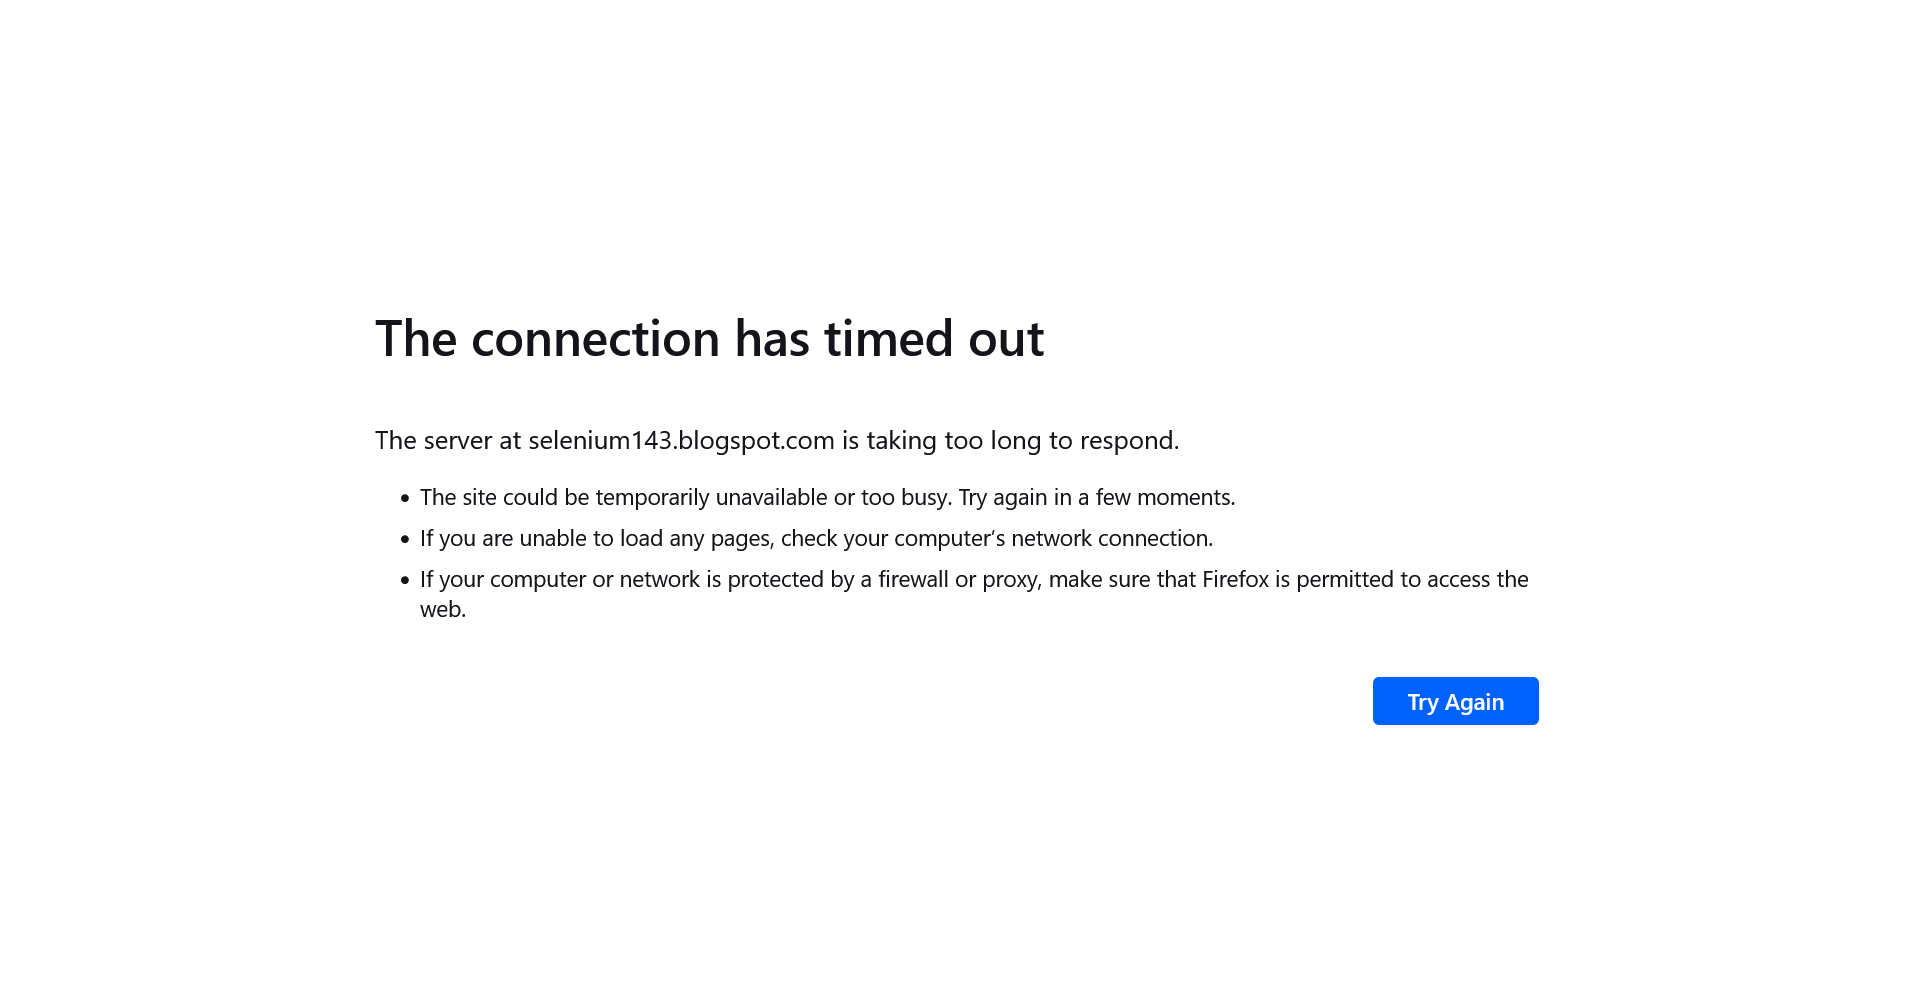 The connection has timed out
The server at selenium143.blogspot.com is taking too long to respond.
• The site could be temporarily unavailable or too busy. Try again in a few moments.
• If you are unable to load any pages, check your computer’s network connection.
• If your computer or network is protected by a firewall or proxy, make sure that Firefox is permitted to access the
web.
Try Again